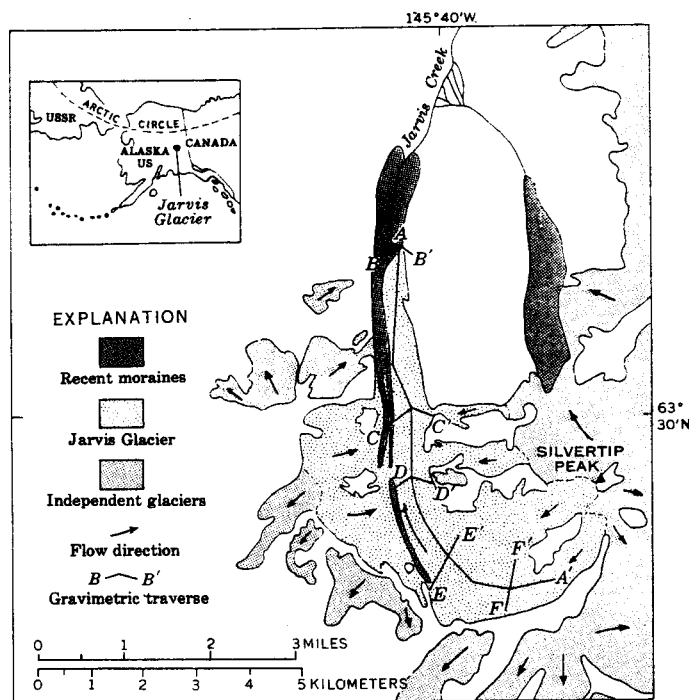 145° 40' W.
Jarvis Creek
ARCTIC CIRCLE
USSR
CANADA
ALASKA
US
Jarvis
Glacier
A
B B'
EXPLANATION
Recent moraines
Jarvis Glacier
Independent glaciers
Flow direction
B B'
Gravimetric traverse
63°
30'N
C C'
SILVERTIP
PEAK
D D'
E' F'
A'
E F
0 1 2 3 MILES
0 1 2 3 4 5 KILOMETERS